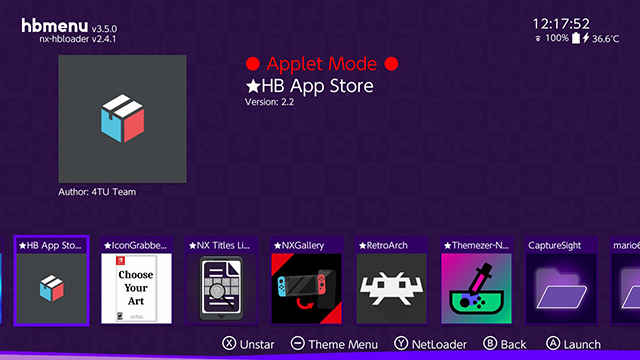 hbmenu v3.5.0
nx-hbloader v2.4.1
12:17:52
100% 36.6℃
Applet Mode
★HB App Store
Version: 2.2
Author: 4TU Team
★HB App Sto...
★IconGrabbe...
★NX Titles Li...
★NXGallery
★RetroArch
★Themezer-N...
CaptureSight
mario6
Choose
Your
Art
Ⓧ Unstar
⊖ Theme Menu
Ⓨ NetLoader
Ⓑ Back
Ⓐ Launch